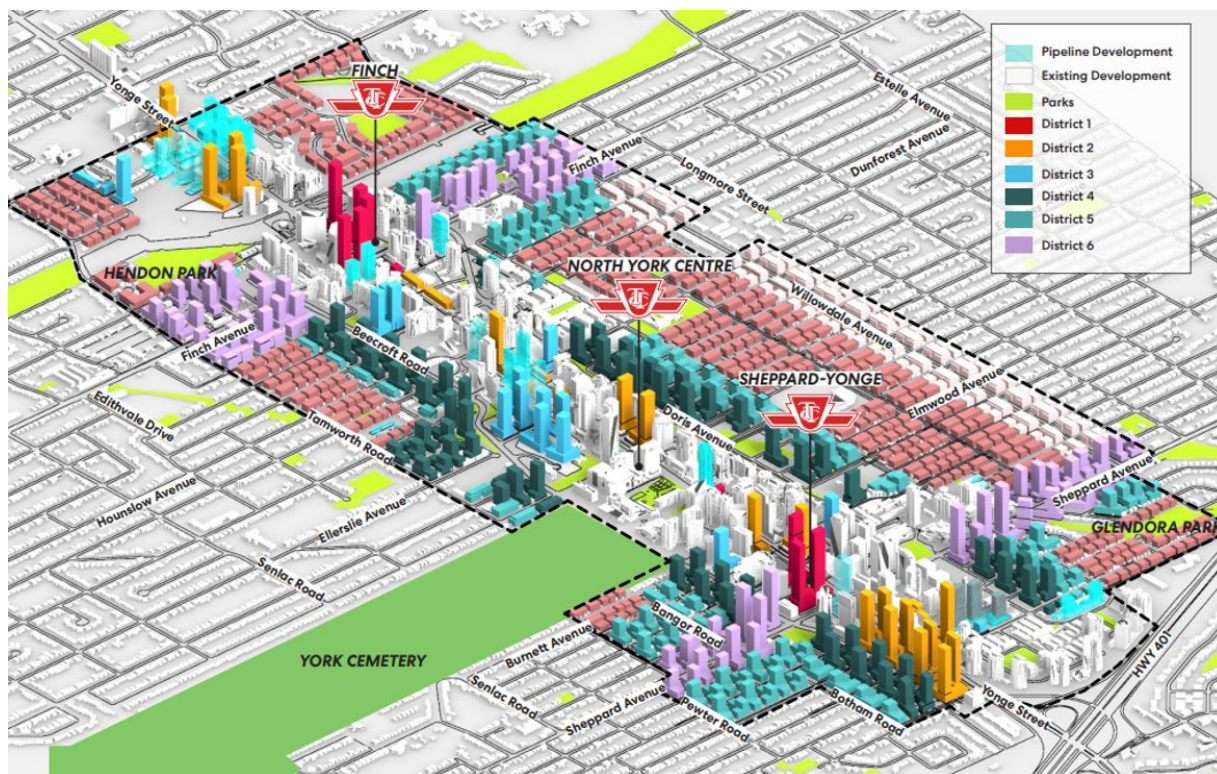 Pipeline Development
Existing Development
Parks
District 1
District 2
District 3
District 4
District 5
District 6
FINCH
Yonge Street
Estelle Avenue
Dunforest Avenue
Finch Avenue
Longmore Street
HENDON PARK
NORTH YORK CENTRE
Willowdale Avenue
Finch Avenue
Beecroft Road
SHEPPARD-YONGE
Elmwood Avenue
Edithvale Drive
Tamworth Road
Doris Avenue
Hounslow Avenue
Ellerslie Avenue
Sheppard Avenue
GLENDORA PARK
Senlac Road
Bangor Road
YORK CEMETERY
Burnett Avenue
HWY 401
Senlac Road
Sheppard Avenue
Pewter Road
Botham Road
Yonge Street